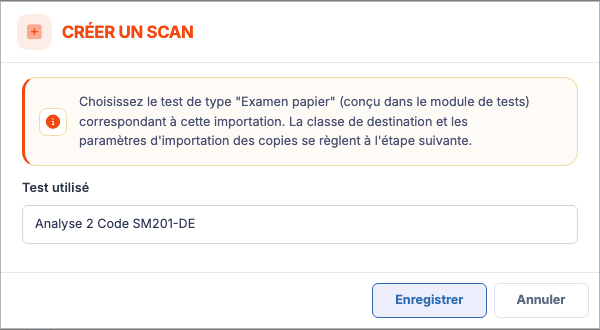 CRÉER UN SCAN
Choisissez le test de type "Examen papier" (conçu dans le module de tests)
correspondant à cette importation. La classe de destination et les
paramètres d'importation des copies se règlent à l'étape suivante.
Test utilisé
Analyse 2 Code SM201-DE
Enregistrer
Annuler